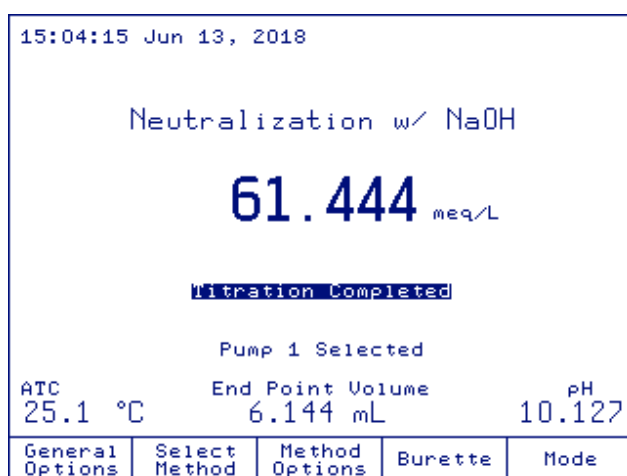 15:04:15 Jun 13, 2018
Neutralization w/ NaOH
61.444 meq/L
Titration Completed
Pump 1 Selected
ATC End Point Volume pH
25.1 °C 6.144 mL 10.127
General Select Method Burette Mode
Options Method Options